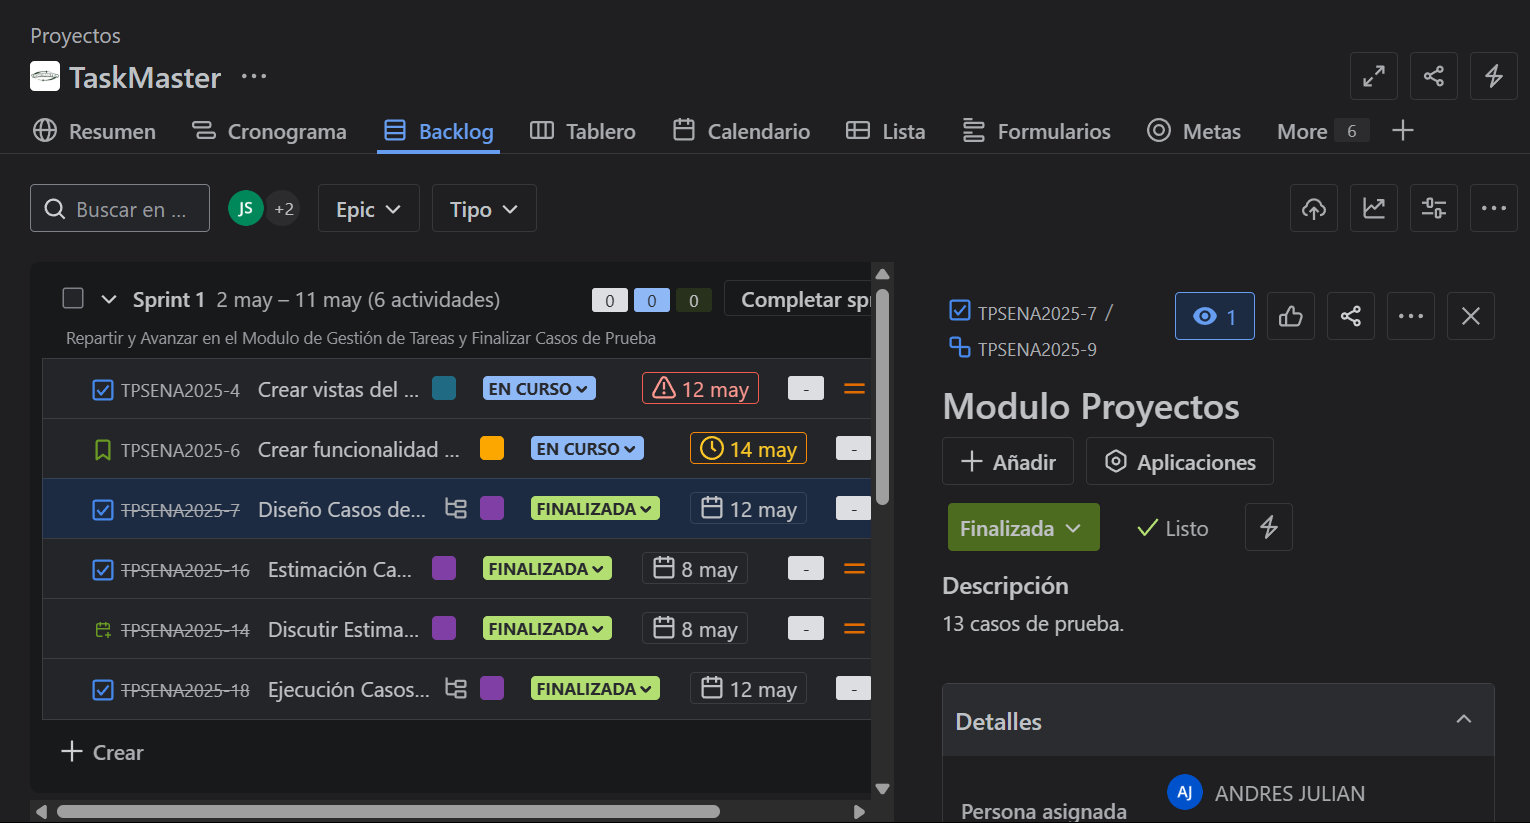 Proyectos
TaskMaster ...
Resumen Cronograma Backlog Tablero Calendario Lista Formularios Metas More 6
Buscar en ... JS +2 Epic Tipo
Sprint 1 2 may – 11 may (6 actividades) 0 0 0 Completar spr
Repartir y Avanzar en el Modulo de Gestión de Tareas y Finalizar Casos de Prueba
TPSENA2025-4 Crear vistas del ... EN CURSO 12 may -
TPSENA2025-6 Crear funcionalidad ... EN CURSO 14 may -
TPSENA2025-7 Diseño Casos de... FINALIZADA 12 may -
TPSENA2025-16 Estimación Ca... FINALIZADA 8 may -
TPSENA2025-14 Discutir Estima... FINALIZADA 8 may -
TPSENA2025-18 Ejecución Casos... FINALIZADA 12 may -
Crear
TPSENA2025-7 /
TPSENA2025-9
1
Modulo Proyectos
Añadir Aplicaciones
Finalizada Listo
Descripción
13 casos de prueba.
Detalles
Persona asignada AJ ANDRES JULIAN